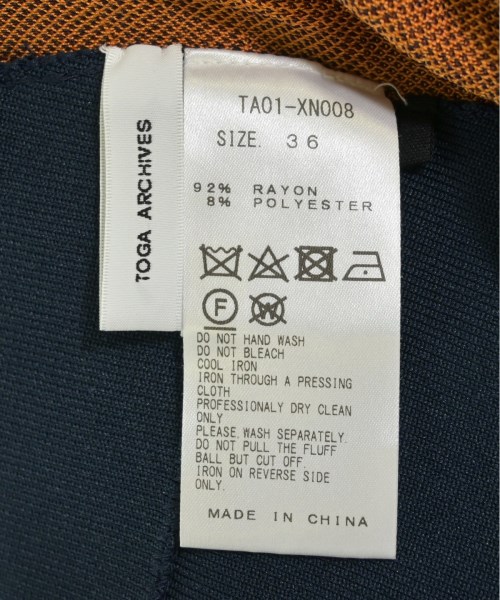 TOGA ARCHIVES
TA01-XN008
SIZE. 36
92% RAYON
8% POLYESTER
F
W
DO NOT HAND WASH
DO NOT BLEACH
COOL IRON
IRON THROUGH A PRESSING
CLOTH
PROFESSIONALY DRY CLEAN
ONLY
PLEASE WASH SEPARATELY.
DO NOT PULL THE FLUFF
BALL BUT CUT OFF.
IRON ON REVERSE SIDE
ONLY.
MADE IN CHINA